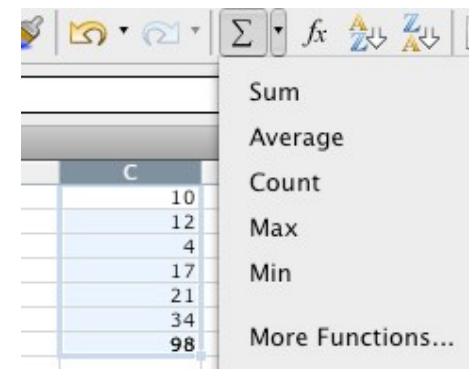 Σ fx A Z Z A
Sum
Average
C
Count
10
Max
12
4
Min
17
21
34
More Functions...
98